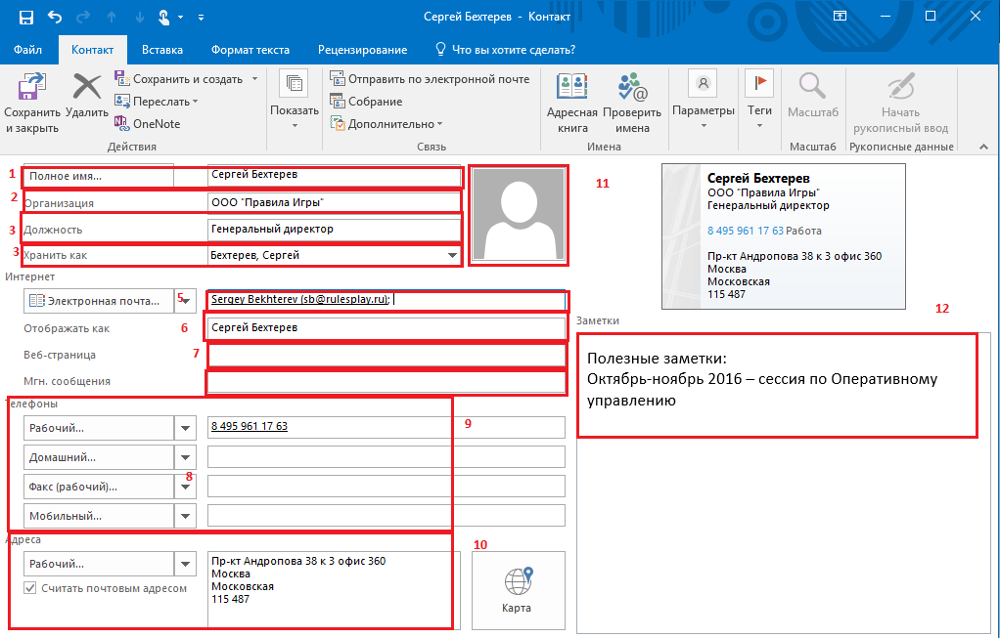 Сергей Бехтерев - Контакт
Файл Контакт Вставка Формат текста Рецензирование Что вы хотите сделать?
Сохранить и закрыть
Удалить
Сохранить и создать
Переслать
OneNote
Действия
Показать
Отправить по электронной почте
Собрание
Дополнительно
Связь
Адресная книга
Проверить имена
Имена
Параметры
Теги
Масштаб
Масштаб
Начать рукописный ввод
Рукописные данные
1 Полное имя... Сергей Бехтерев
2 Организация ООО "Правила Игры"
3 Должность Генеральный директор
3 Хранить как Бехтерев, Сергей
Интернет
Электронная почта... 5 Sergey Bekhterev (sb@rulesplay.ru);
Отображать как 6 Сергей Бехтерев
Веб-страница 7
Мгн. сообщения
Телефоны
Рабочий... 8 495 961 17 63 9
Домашний...
Факс (рабочий)... 8
Мобильный...
Адреса
Рабочий...
Считать почтовым адресом
Пр-кт Андропова 38 к 3 офис 360
Москва
Московская
115 487
10
Карта
11
Сергей Бехтерев
ООО "Правила Игры"
Генеральный директор
8 495 961 17 63 Работа
Пр-кт Андропова 38 к 3 офис 360
Москва
Московская
115 487
12
Заметки
Полезные заметки:
Октябрь-ноябрь 2016 – сессия по Оперативному
управлению